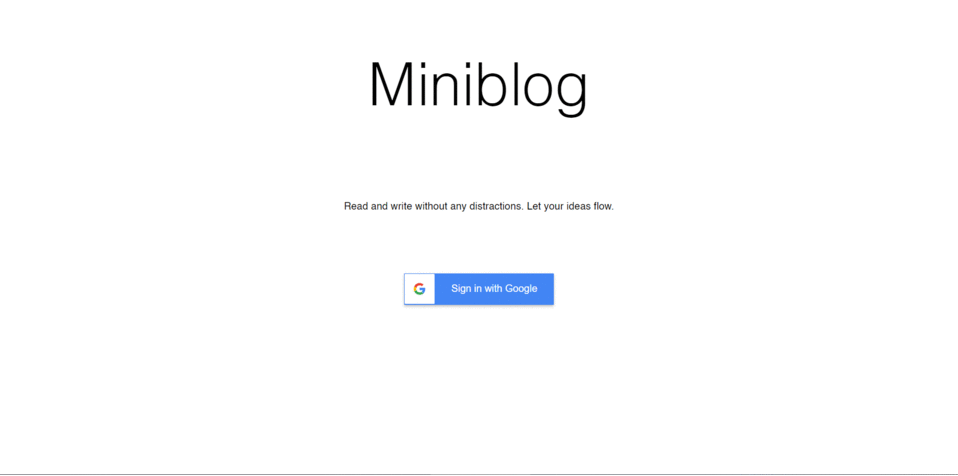 Miniblog
Read and write without any distractions. Let your ideas flow.
Sign in with Google